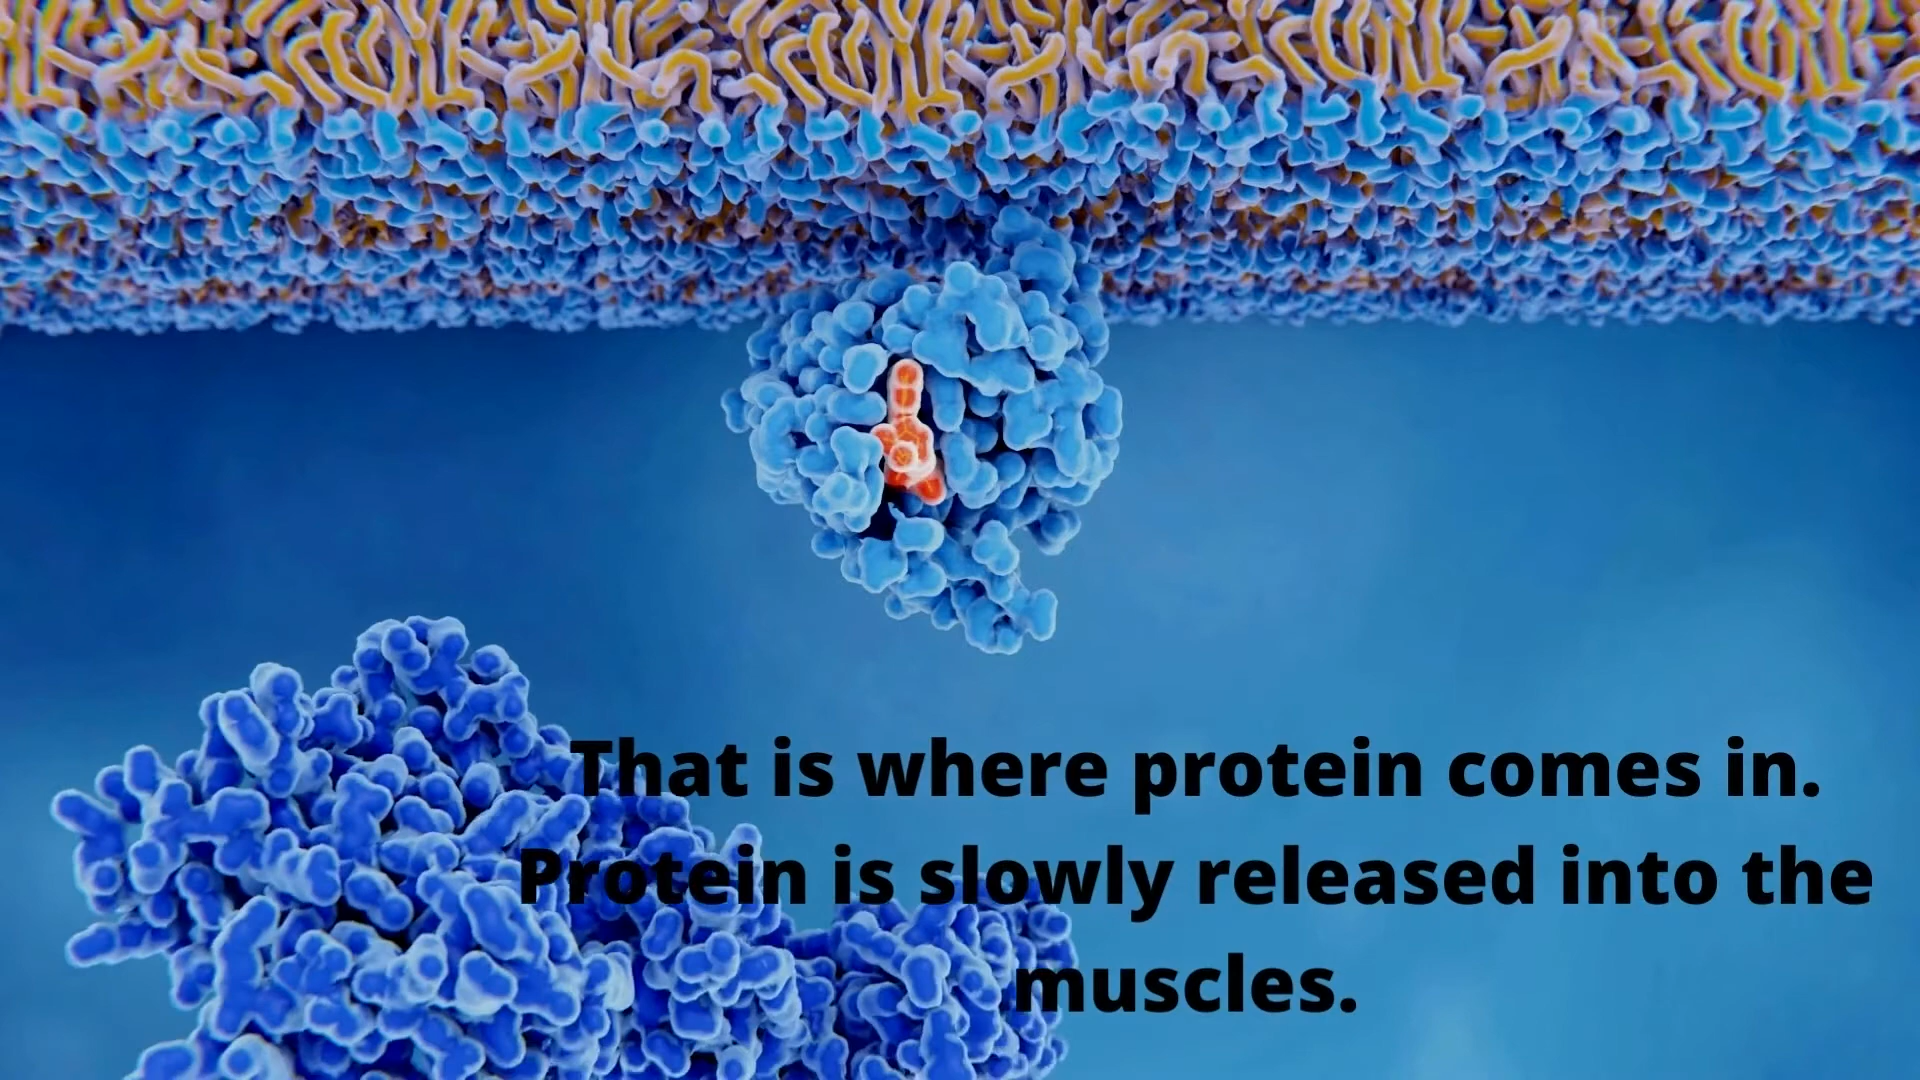 That is where protein comes in.
Protein is slowly released into the
muscles.